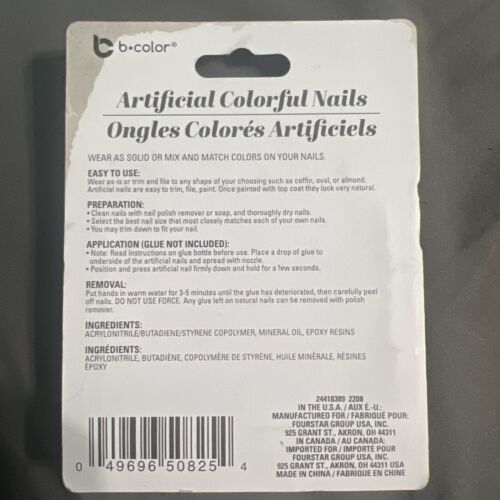 b•color®
Artificial Colorful Nails
Ongles Colorés Artificiels
WEAR AS SOLID OR MIX AND MATCH COLORS ON YOUR NAILS.
EASY TO USE:
Wear as-is or trim and file to any shape of your choosing such as coffin, oval, or almond.
Artificial nails are easy to trim, file, paint. Once painted with top coat they look very natural.
PREPARATION:
• Clean nails with nail polish remover or soap, and thoroughly dry nails.
• Select the best nail size that most closely matches each of your own nails.
• You may trim down to fit your nail.
APPLICATION (GLUE NOT INCLUDED):
• Note: Read instructions on glue bottle before use. Place a drop of glue to
underside of the artificial nails and spread with nozzle.
• Position and press artificial nail firmly down and hold for a few seconds.
REMOVAL:
Put hands in warm water for 3-5 minutes until the glue has deteriorated, then carefully peel
off nails. DO NOT USE FORCE. Any glue left on natural nails can be removed with polish
remover.
INGREDIENTS:
ACRYLONITRILE/BUTADIENE/STYRENE COPOLYMER, MINERAL OIL, EPOXY RESINS
INGRÉDIENTS:
ACRYLONITRILE, BUTADIÈNE, COPOLYMÈRE DE STYRÈNE, HUILE MINÉRALE, RÉSINES
ÉPOXY
24418389 2208
IN THE U.S.A. / AUX É.-U.:
MANUFACTURED FOR / FABRIQUÉ POUR:
FOURSTAR GROUP USA, INC.
925 GRANT ST., AKRON, OH 44311
IN CANADA / AU CANADA:
IMPORTED FOR / IMPORTÉ POUR:
FOURSTAR GROUP USA, INC.
925 GRANT ST., AKRON, OH 44311 USA
MADE IN CHINA / FABRIQUÉ EN CHINE
0 49696 50825 4